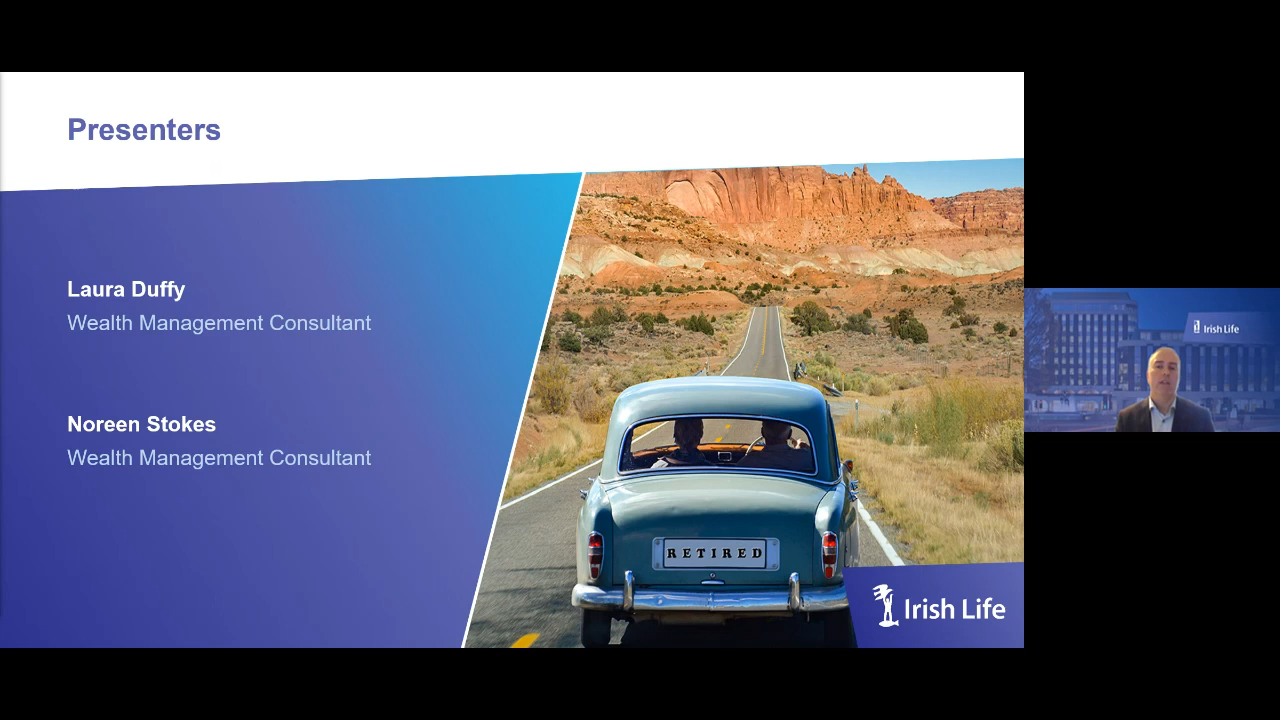 Presenters
Laura Duffy
Wealth Management Consultant
Noreen Stokes
Wealth Management Consultant
RETIRED
Irish Life
Irish Life